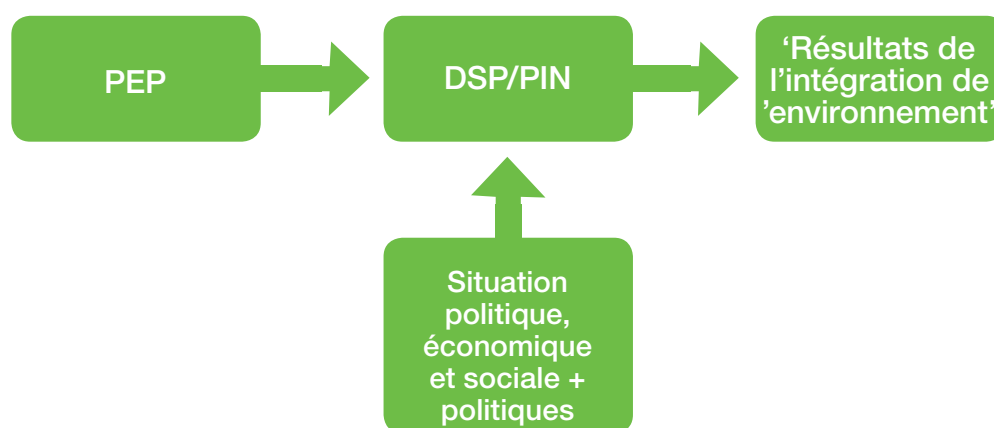 PEP
DSP/PIN
‘Résultats de
l’intégration de
’environnement’
Situation
politique,
économique
et sociale +
politiques